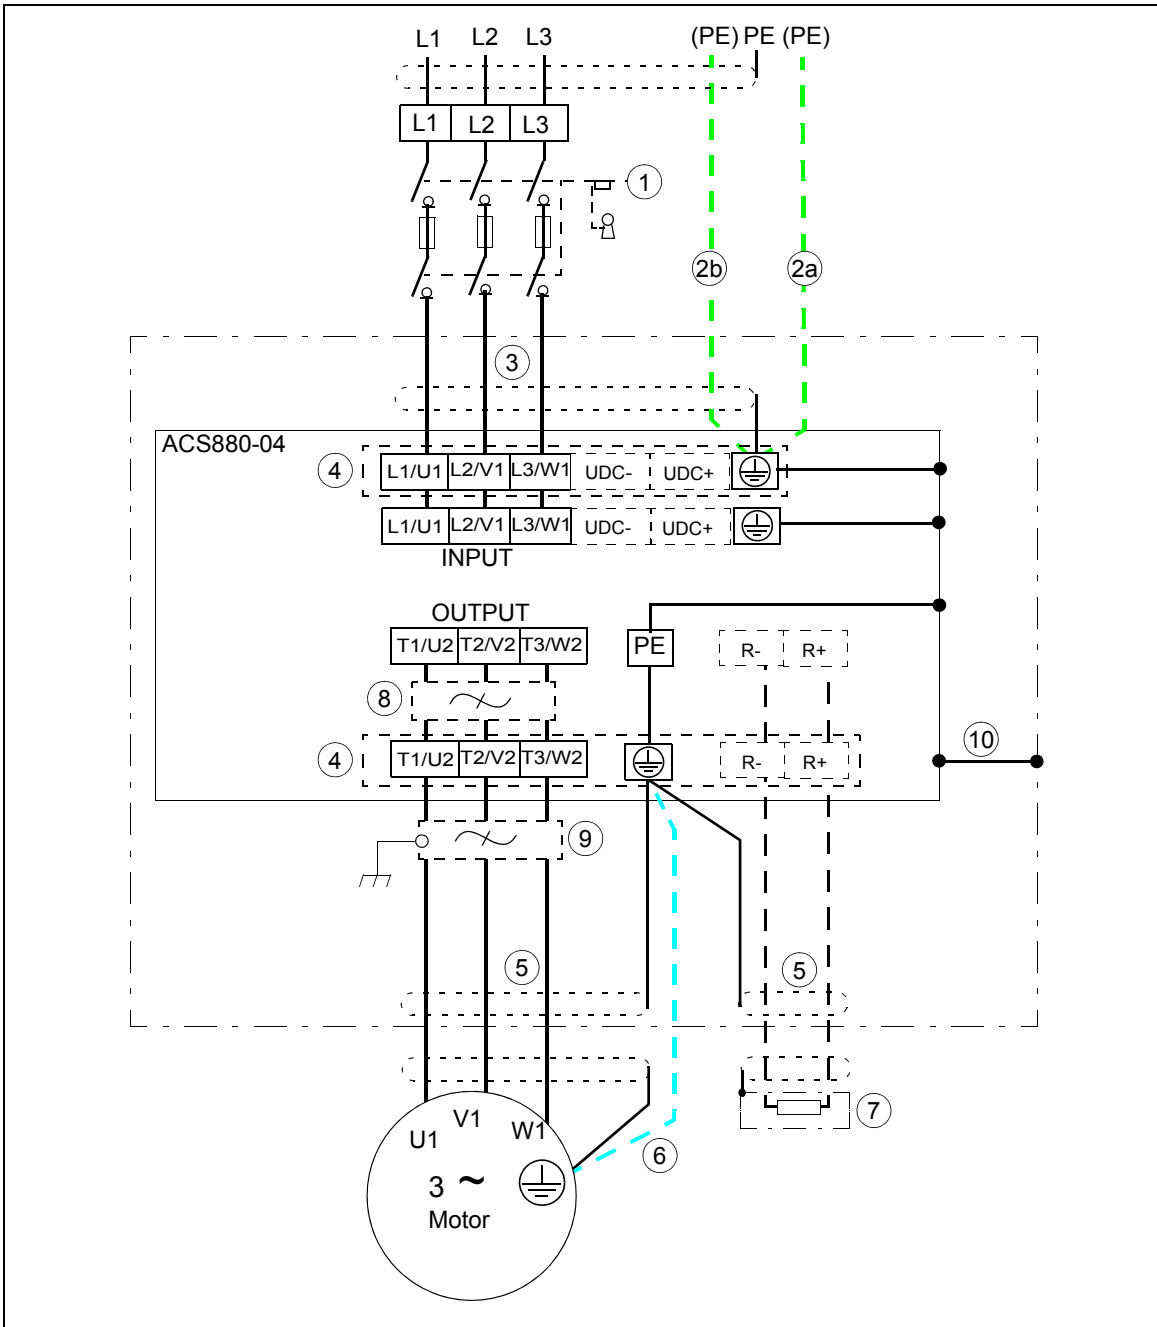 L1 L2 L3 (PE) PE (PE)
L1 L2 L3
1
2b 2a
3
ACS880-04
4 L1/U1 L2/V1 L3/W1 UDC- UDC+
L1/U1 L2/V1 L3/W1 UDC- UDC+
INPUT
OUTPUT
T1/U2 T2/V2 T3/W2 PE R- R+
8
10
4 T1/U2 T2/V2 T3/W2 R- R+
9
5 5
7
V1
U1 W1
6
3 ~
Motor